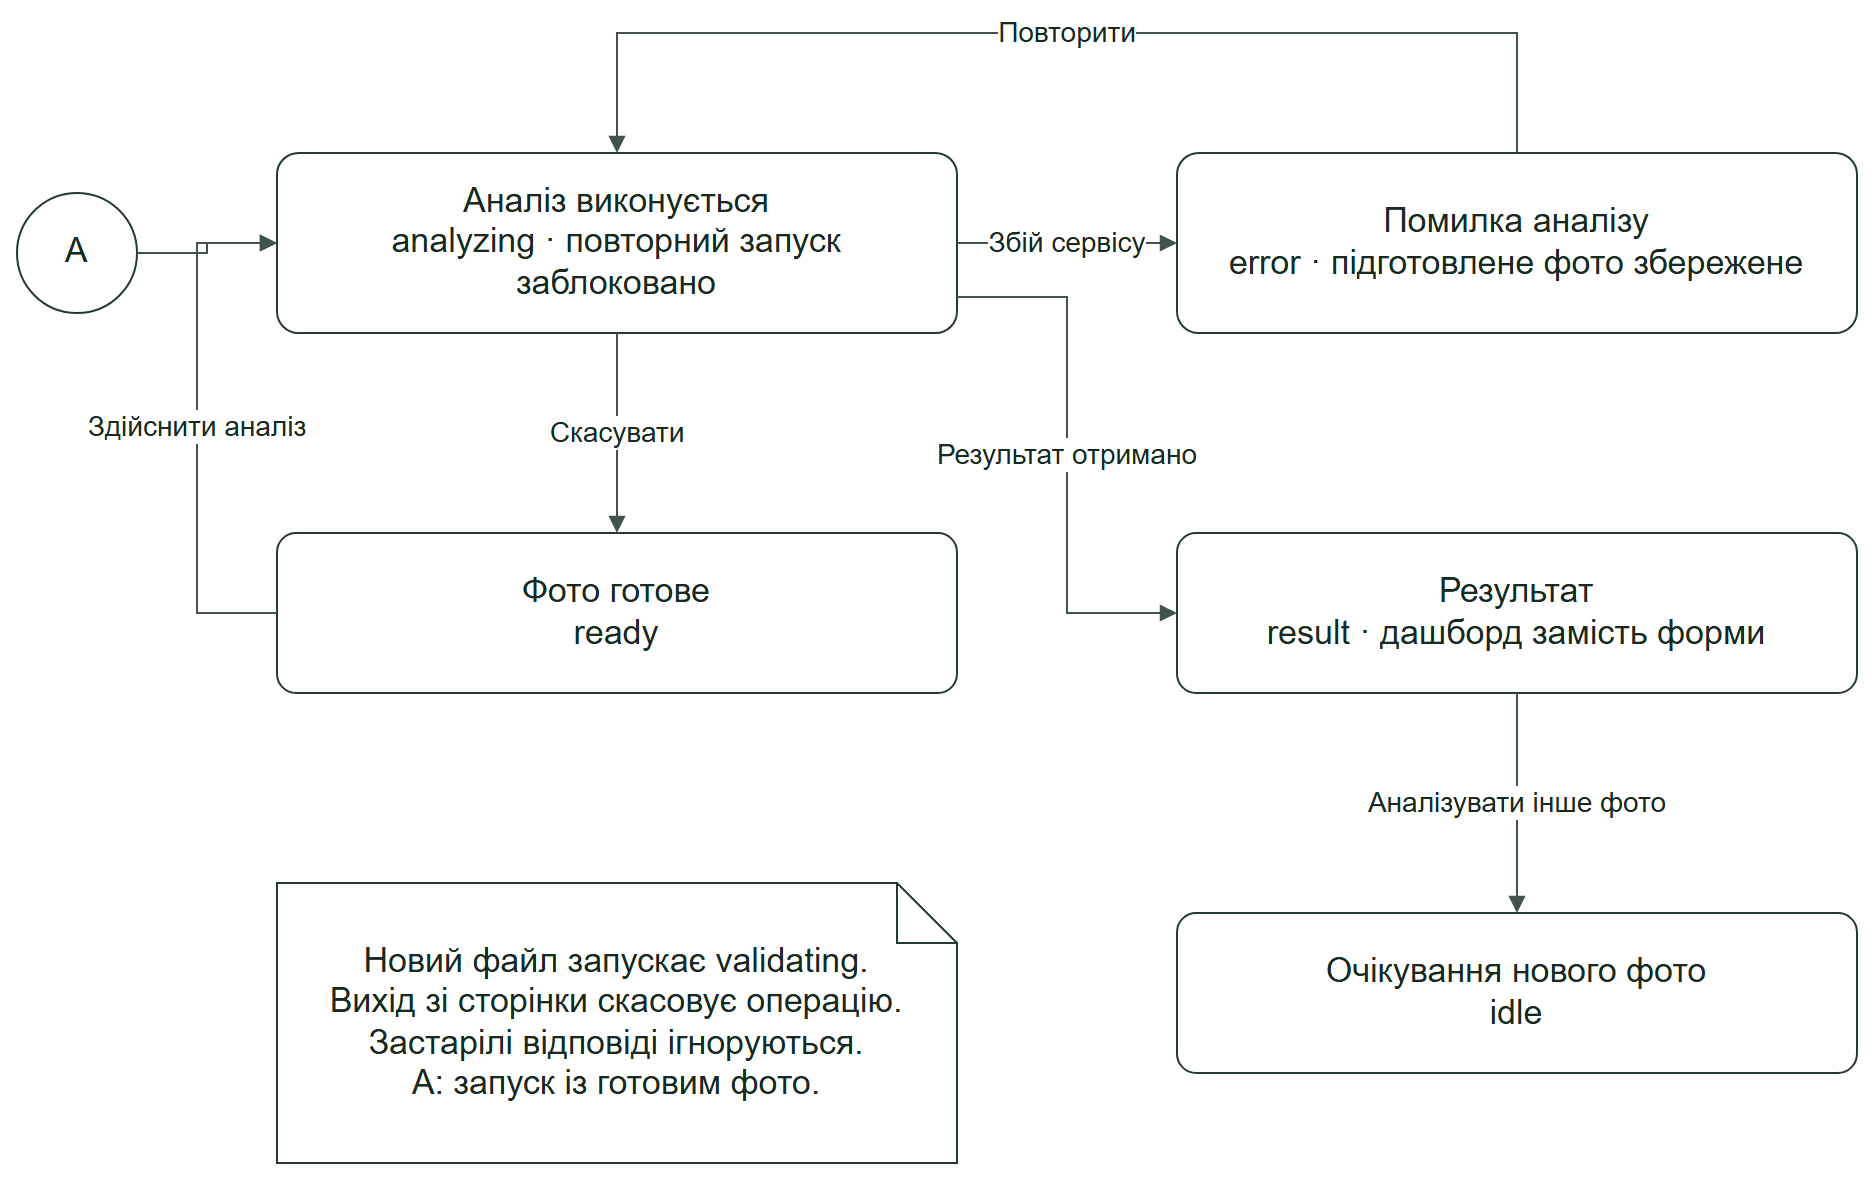 Повторити
А
Аналіз виконується
analyzing · повторний запуск
заблоковано
Збій сервісу
Помилка аналізу
error · підготовлене фото збережене
Здійснити аналіз
Скасувати
Результат отримано
Фото готове
ready
Результат
result · дашборд замість форми
Аналізувати інше фото
Новий файл запускає validating.
Вихід зі сторінки скасовує операцію.
Застарілі відповіді ігноруються.
А: запуск із готовим фото.
Очікування нового фото
idle